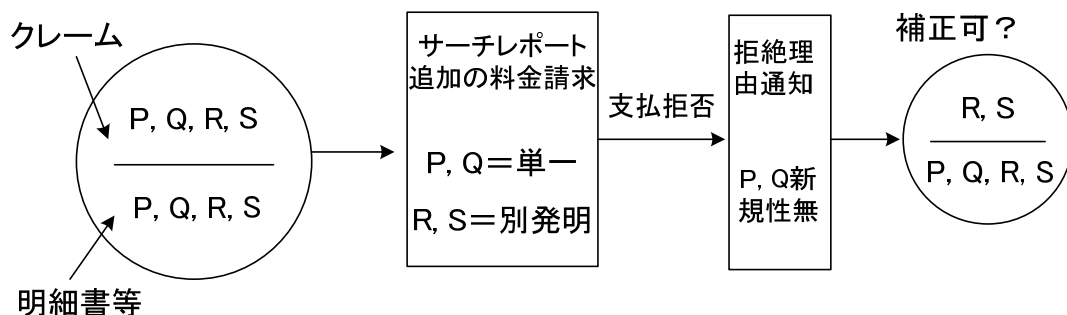 クレーム
P, Q, R, S
P, Q, R, S
明細書等
サーチレポート
追加の料金請求
P, Q＝単一
R, S＝別発明
支払拒否
拒絶理
由通知
P, Q新
規性無
補正可？
R, S
P, Q, R, S